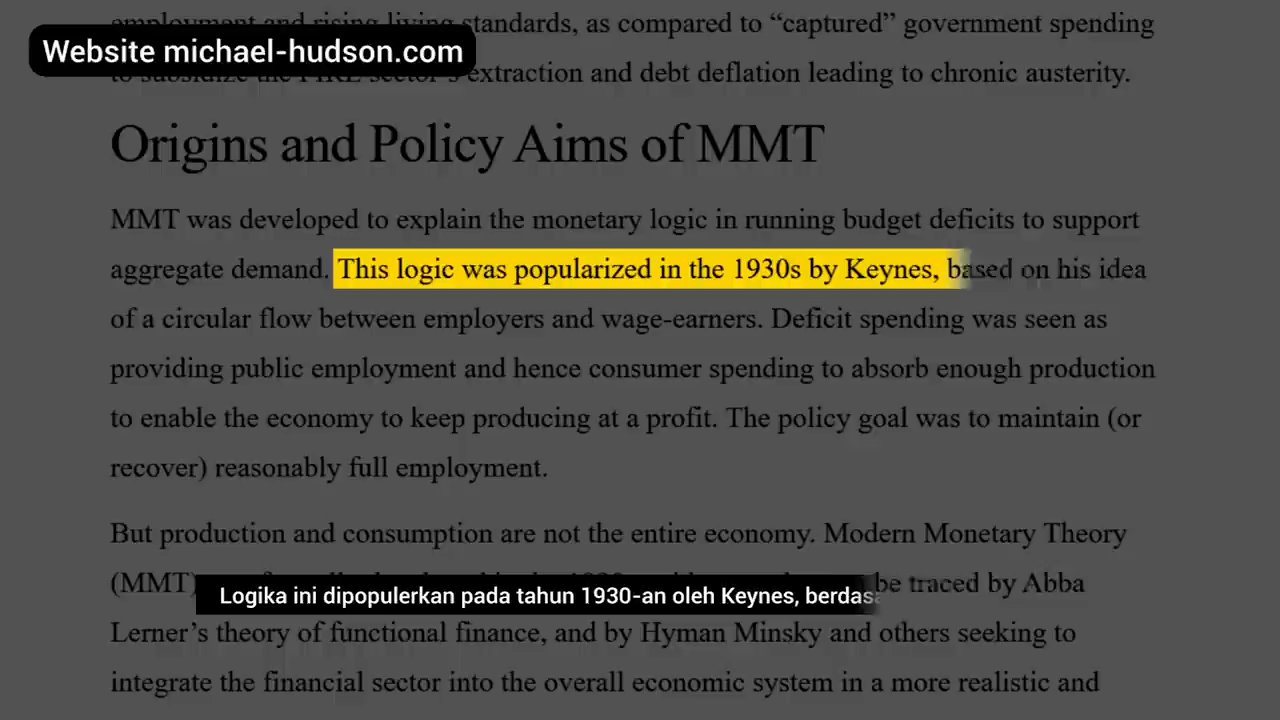 employment and rising living standards, as compared to “captured” government spending
Website michael-hudson.com
to subsidize the FIRE sector’s extraction and debt deflation leading to chronic austerity.
Origins and Policy Aims of MMT
MMT was developed to explain the monetary logic in running budget deficits to support
aggregate demand. This logic was popularized in the 1930s by Keynes, based on his idea
of a circular flow between employers and wage-earners. Deficit spending was seen as
providing public employment and hence consumer spending to absorb enough production
to enable the economy to keep producing at a profit. The policy goal was to maintain (or
recover) reasonably full employment.
But production and consumption are not the entire economy. Modern Monetary Theory
(MMT) be traced by Abba
Logika ini dipopulerkan pada tahun 1930-an oleh Keynes, berdasa
Lerner’s theory of functional finance, and by Hyman Minsky and others seeking to
integrate the financial sector into the overall economic system in a more realistic and